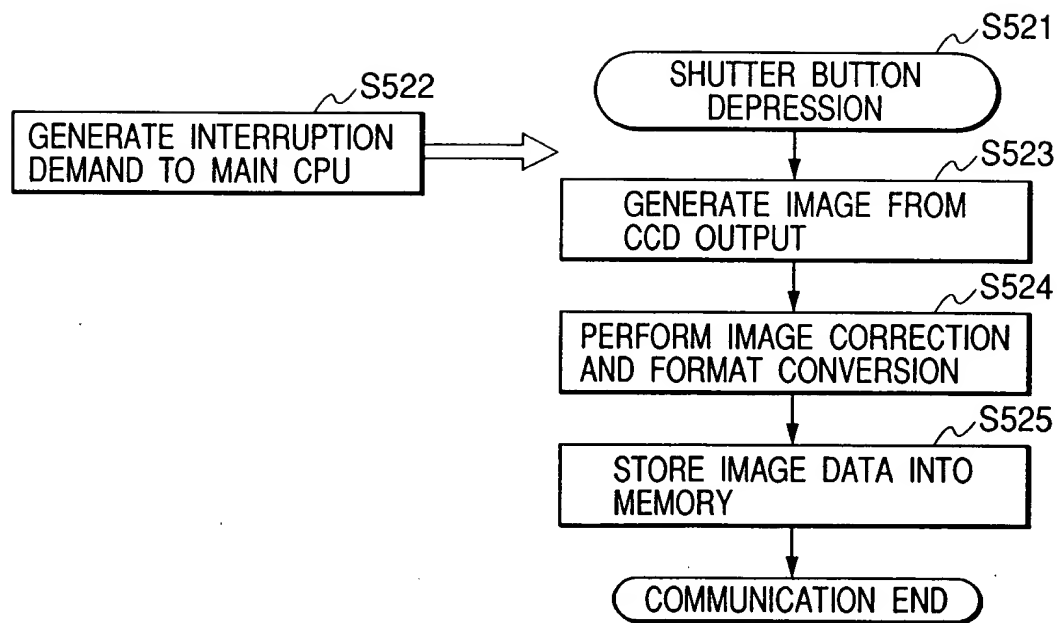 S521
SHUTTER BUTTON
DEPRESSION
S522
GENERATE INTERRUPTION
DEMAND TO MAIN CPU
S523
GENERATE IMAGE FROM
CCD OUTPUT
S524
PERFORM IMAGE CORRECTION
AND FORMAT CONVERSION
S525
STORE IMAGE DATA INTO
MEMORY
COMMUNICATION END